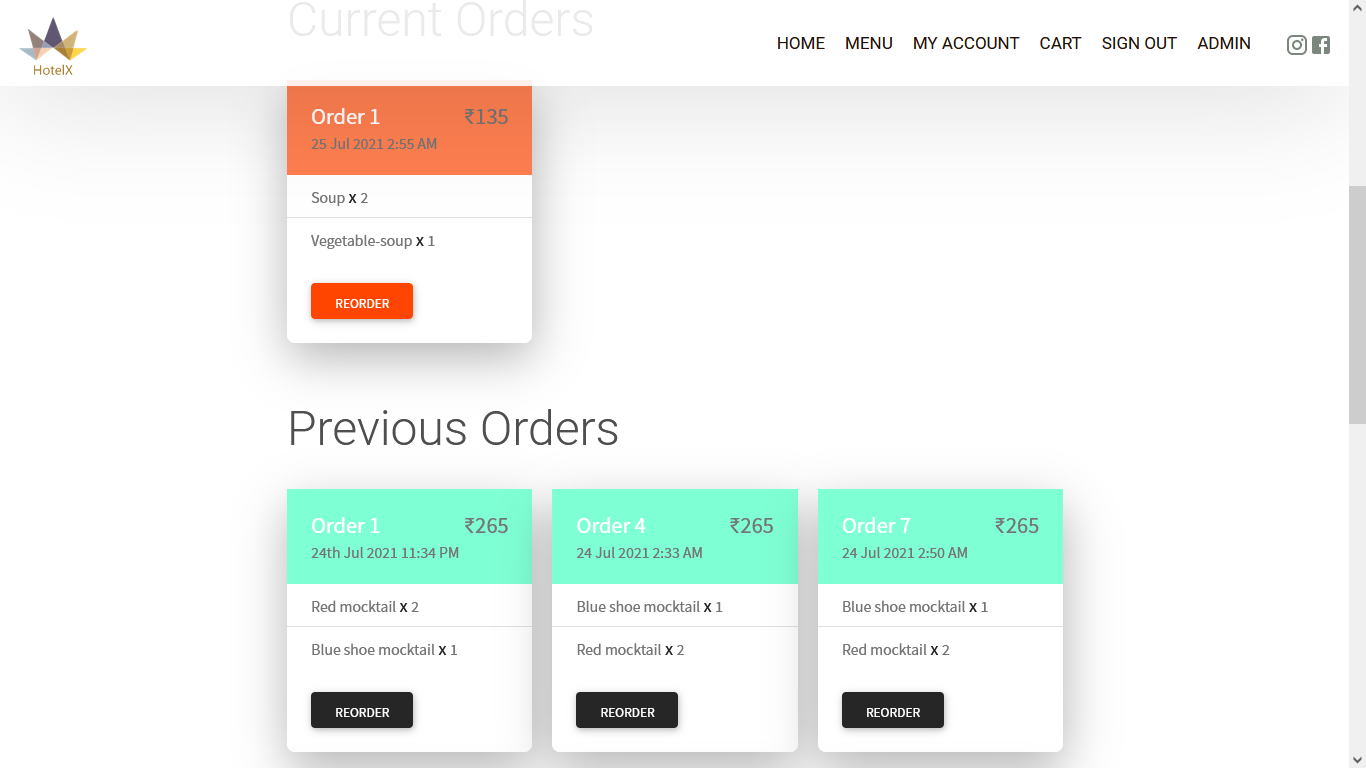 Current Orders
HotelX
HOME MENU MY ACCOUNT CART SIGN OUT ADMIN
Order 1 ₹135
25 Jul 2021 2:55 AM
Soup x 2
Vegetable-soup x 1
REORDER
Previous Orders
Order 1 ₹265
24th Jul 2021 11:34 PM
Red mocktail x 2
Blue shoe mocktail x 1
REORDER
Order 4 ₹265
24 Jul 2021 2:33 AM
Blue shoe mocktail x 1
Red mocktail x 2
REORDER
Order 7 ₹265
24 Jul 2021 2:50 AM
Blue shoe mocktail x 1
Red mocktail x 2
REORDER